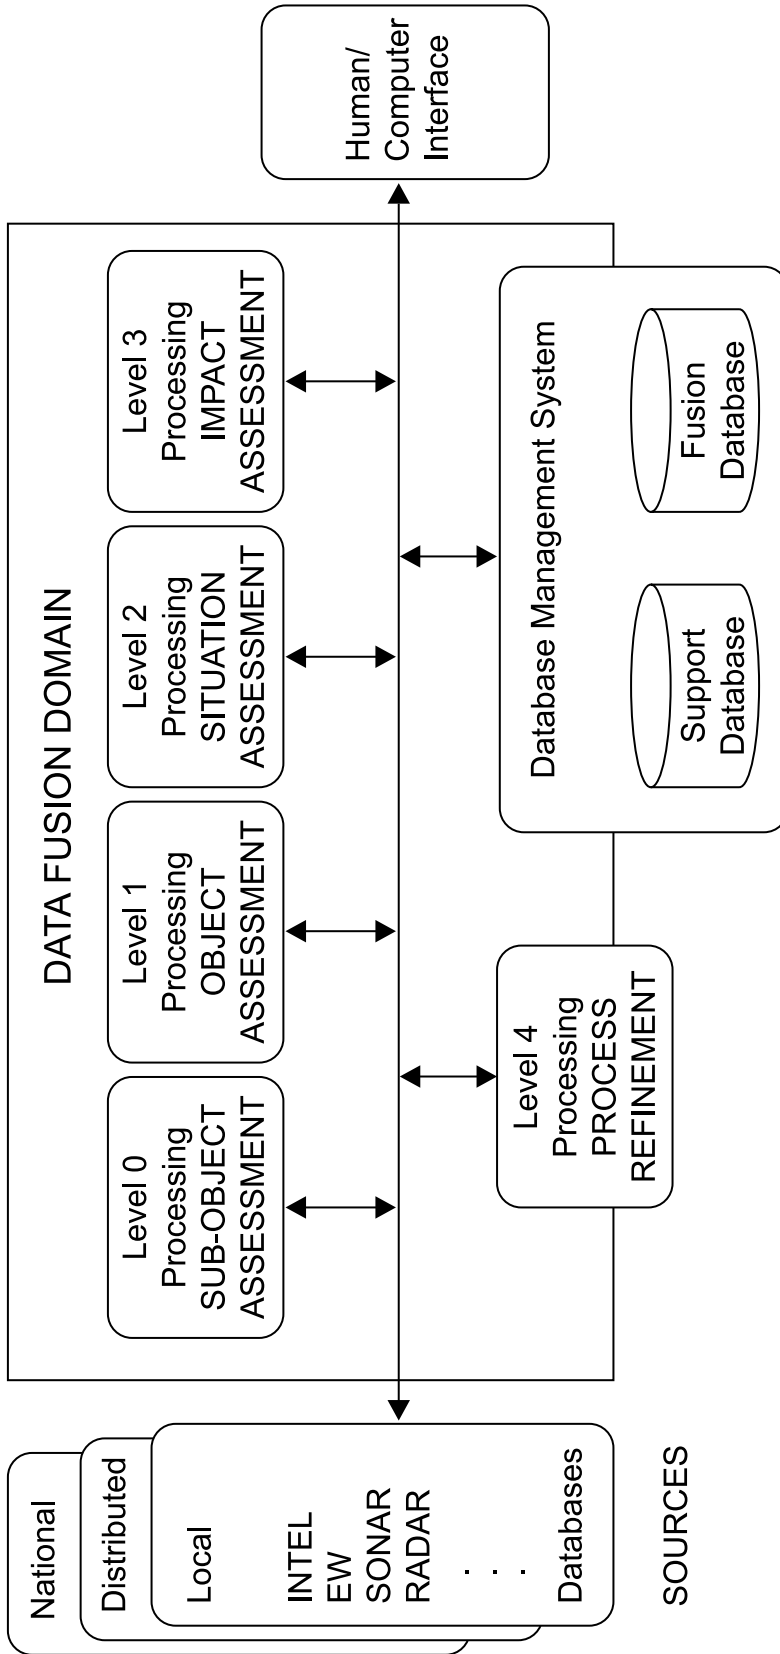 DATA FUSION DOMAIN
National
Distributed
Local
INTEL
EW
SONAR
RADAR
. . .
Databases
SOURCES
Level 0
Processing
SUB-OBJECT
ASSESSMENT
Level 1
Processing
OBJECT
ASSESSMENT
Level 2
Processing
SITUATION
ASSESSMENT
Level 3
Processing
IMPACT
ASSESSMENT
Human/
Computer
Interface
Level 4
Processing
PROCESS
REFINEMENT
Database Management System
Support
Database
Fusion
Database